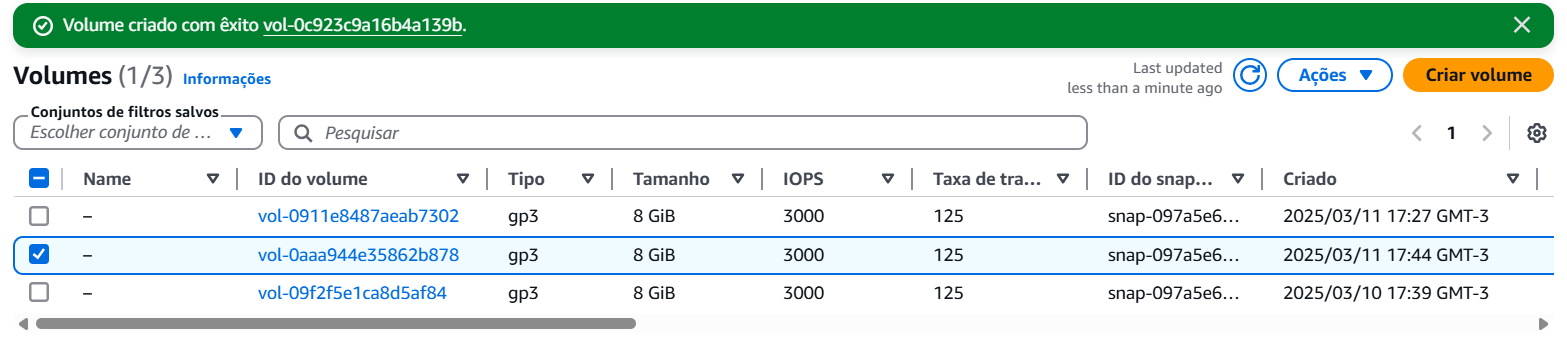 Volume criado com êxito vol-0c923c9a16b4a139b.
Volumes (1/3) Informações
Last updated
less than a minute ago
Ações
Criar volume
Conjuntos de filtros salvos
Escolher conjunto de ...
Pesquisar
1
Name ID do volume Tipo Tamanho IOPS Taxa de tra... ID do snap... Criado
– vol-0911e8487aeab7302 gp3 8 GiB 3000 125 snap-097a5e6... 2025/03/11 17:27 GMT-3
– vol-0aaa944e35862b878 gp3 8 GiB 3000 125 snap-097a5e6... 2025/03/11 17:44 GMT-3
– vol-09f2f5e1ca8d5af84 gp3 8 GiB 3000 125 snap-097a5e6... 2025/03/10 17:39 GMT-3